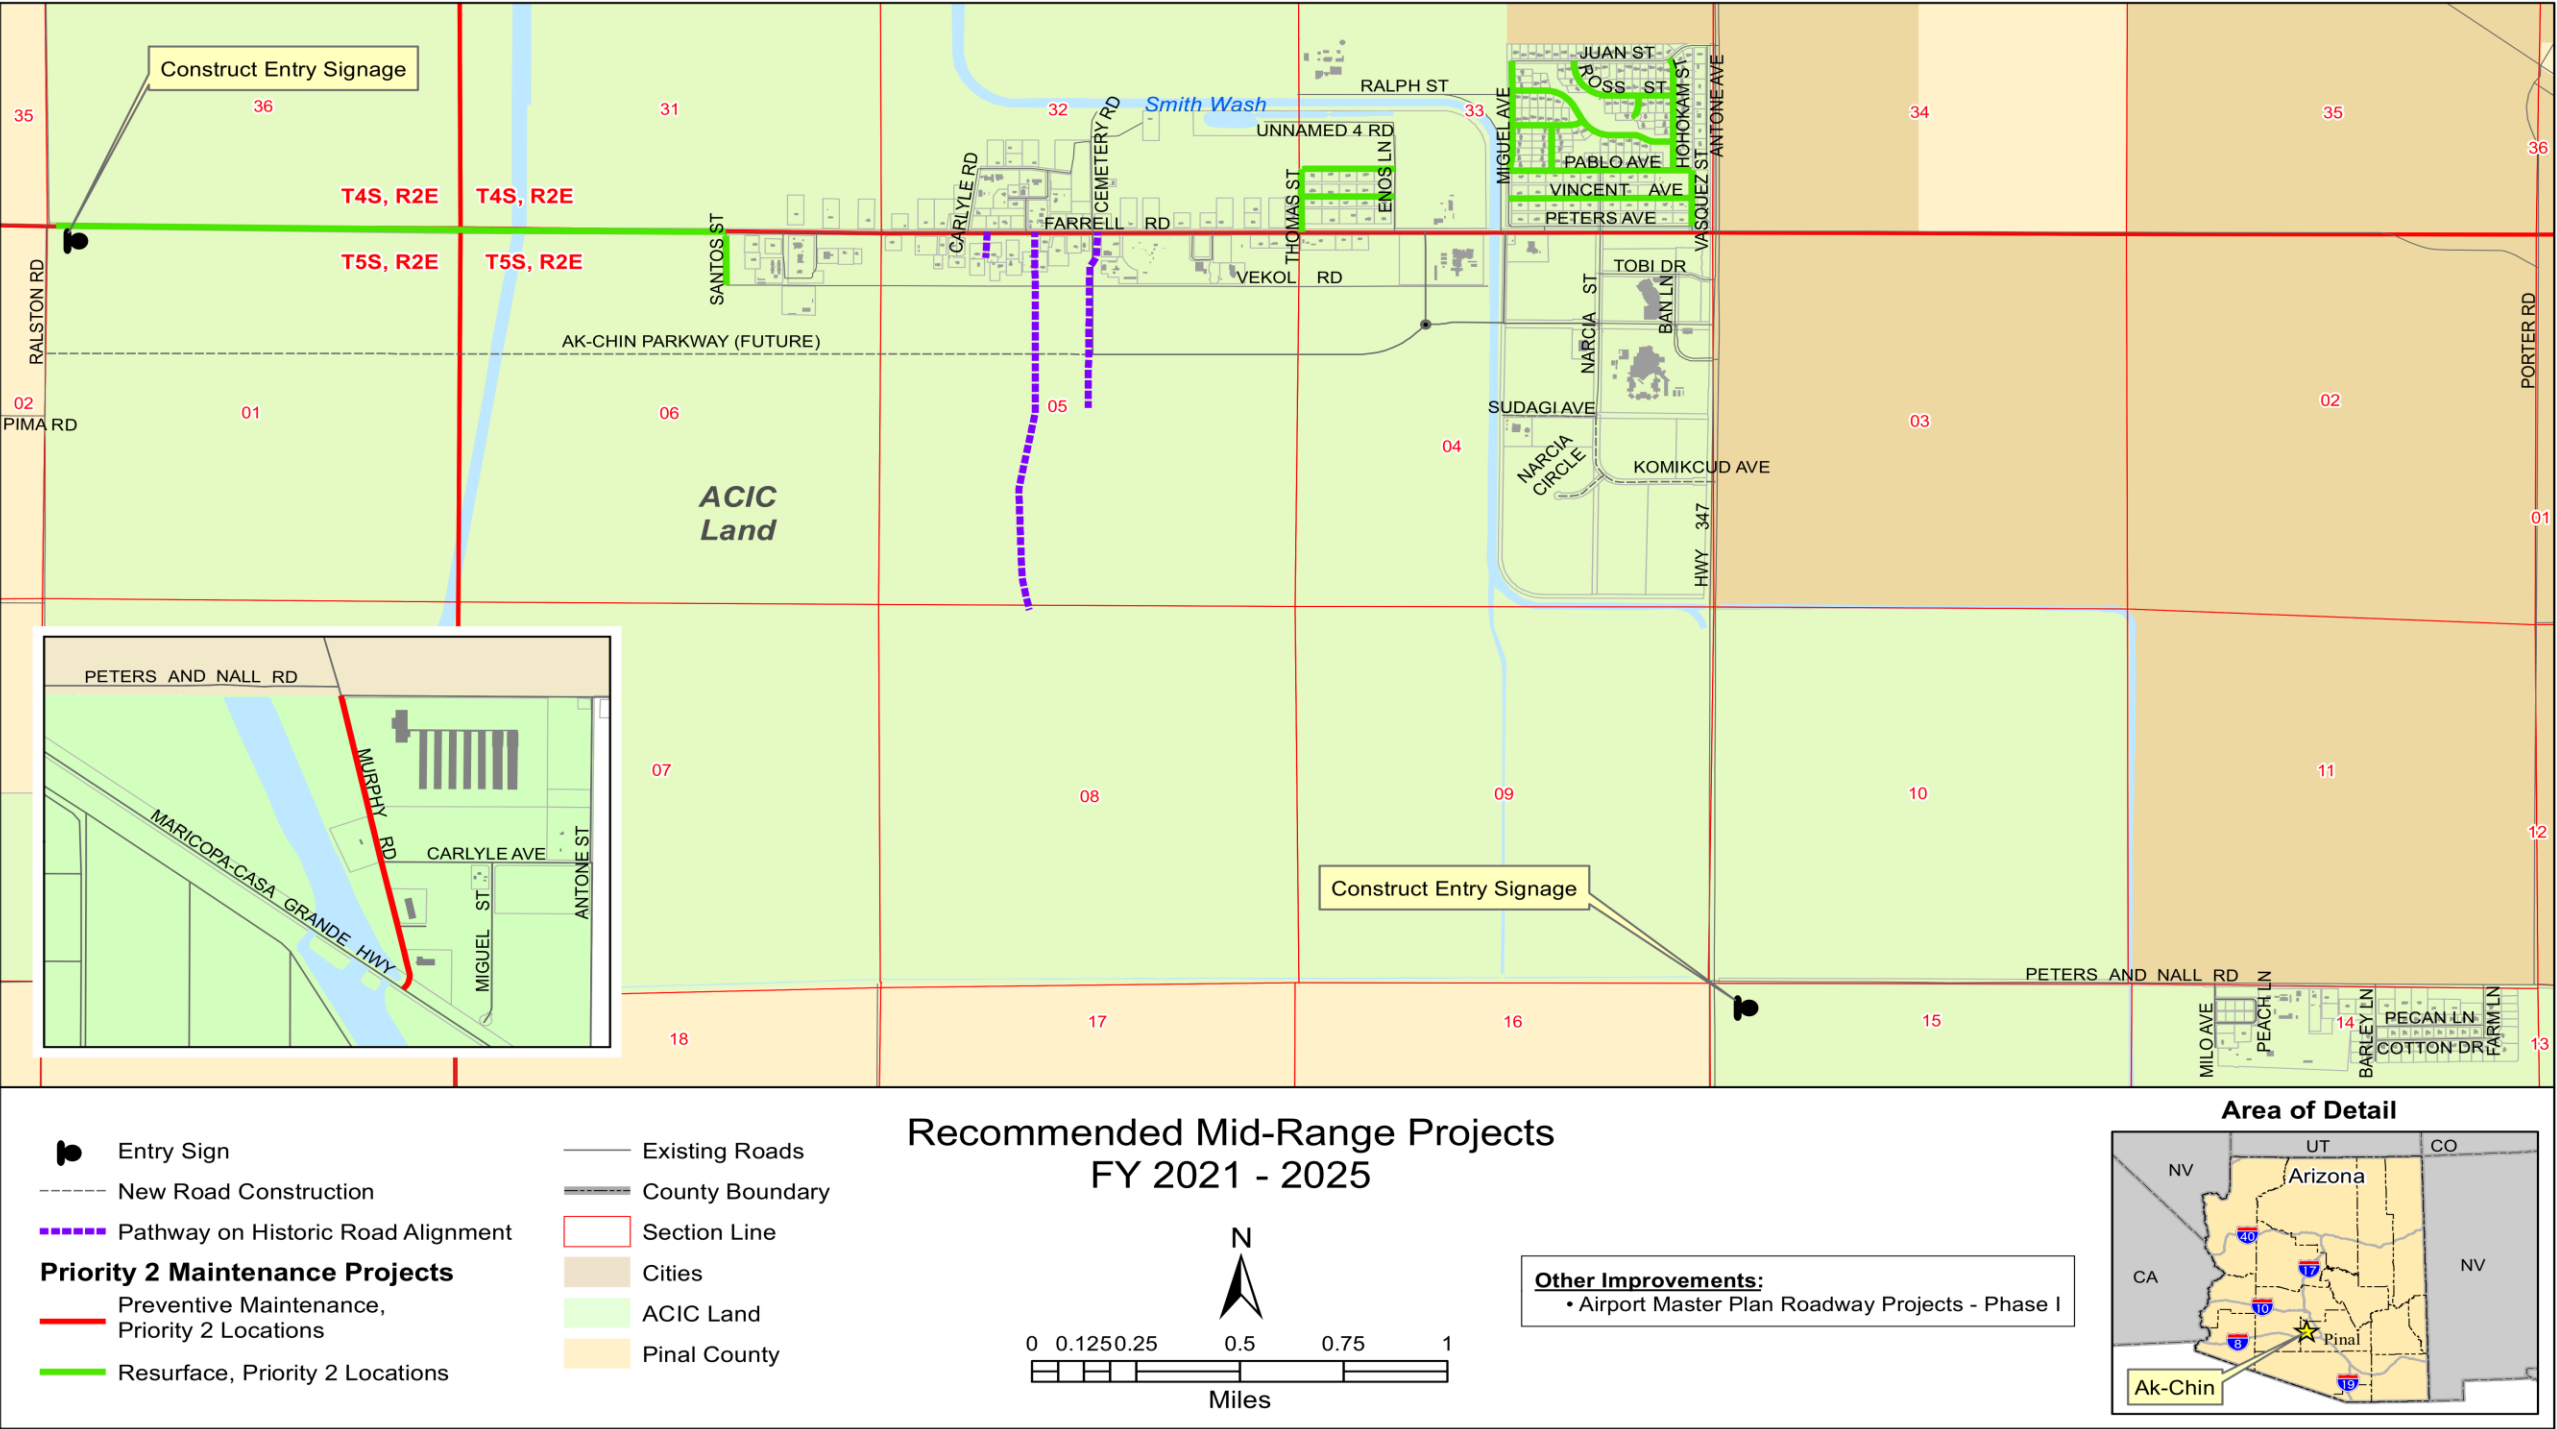 Construct Entry Signage
35
36
31
32
33
34
35
36
Smith Wash
RALPH ST
UNNAMED 4 RD
JUAN ST
ROSS ST
MIGUEL AVE
HOHOKAM ST
ANTONE AVE
PABLO AVE
VINCENT AVE
PETERS AVE
VASQUEZ ST
ENOS LN
THOMAS ST
CEMETERY RD
CARLYLE RD
FARRELL RD
T4S, R2E
T4S, R2E
T5S, R2E
T5S, R2E
SANTOS ST
VEKOL RD
RALSTON RD
AK-CHIN PARKWAY (FUTURE)
TOBI DR
NARCIA ST
BAN LN
PORTER RD
02
PIMA RD
01
06
05
04
03
02
01
SUDAGI AVE
NARCIA
CIRCLE
KOMIKCUD AVE
HWY 347
ACIC
Land
07
08
09
10
11
12
Construct Entry Signage
PETERS AND NALL RD
18
17
16
15
14
13
MILO AVE
PEACH LN
BARLEY LN
PECAN LN
COTTON DR
FARM LN
PETERS AND NALL RD
MURPHY RD
MARICOPA-CASA GRANDE HWY
CARLYLE AVE
MIGUEL ST
ANTONE ST
Entry Sign
New Road Construction
Pathway on Historic Road Alignment
Priority 2 Maintenance Projects
Preventive Maintenance,
Priority 2 Locations
Resurface, Priority 2 Locations
Existing Roads
County Boundary
Section Line
Cities
ACIC Land
Pinal County
Recommended Mid-Range Projects
FY 2021 - 2025
N
0 0.125 0.25 0.5 0.75 1
Miles
Other Improvements:
• Airport Master Plan Roadway Projects - Phase I
Area of Detail
UT
CO
NV
Arizona
40
17
CA
NV
10
8
Pinal
19
Ak-Chin